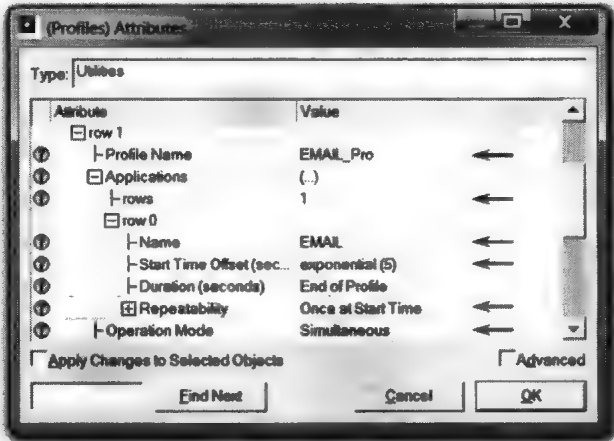 (Profiles) Attributes
Type: Utilities
Attribute Value
row 1
Profile Name EMAIL_Pro
Applications (...)
rows 1
row 0
Name EMAIL
Start Time Offset (sec... exponential (5)
Duration (seconds) End of Profile
Repeatability Once at Start Time
Operation Mode Simultaneous
Apply Changes to Selected Objects Advanced
Find Next Cancel OK